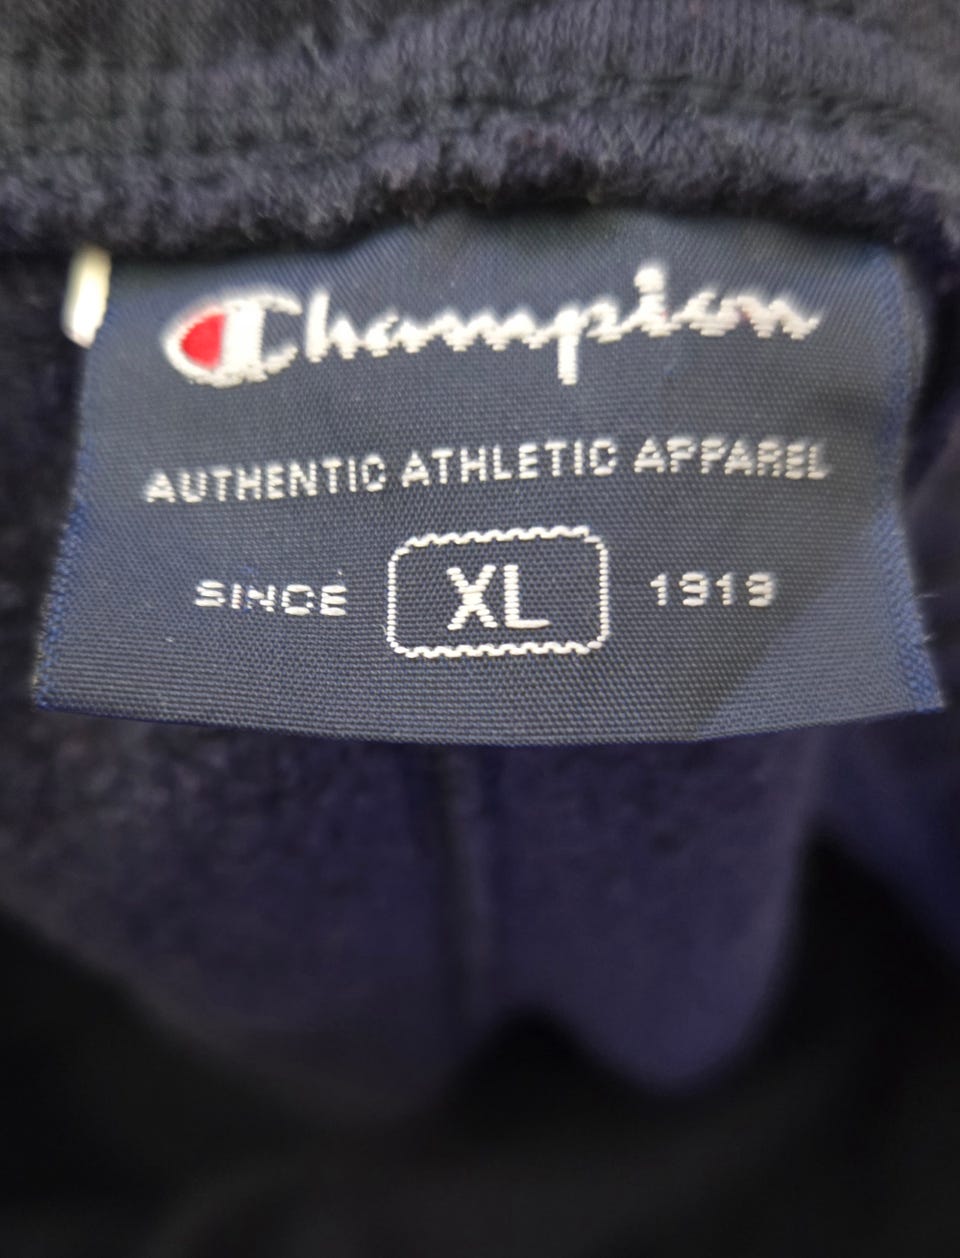 Champion
AUTHENTIC ATHLETIC APPAREL
SINCE XL 1919